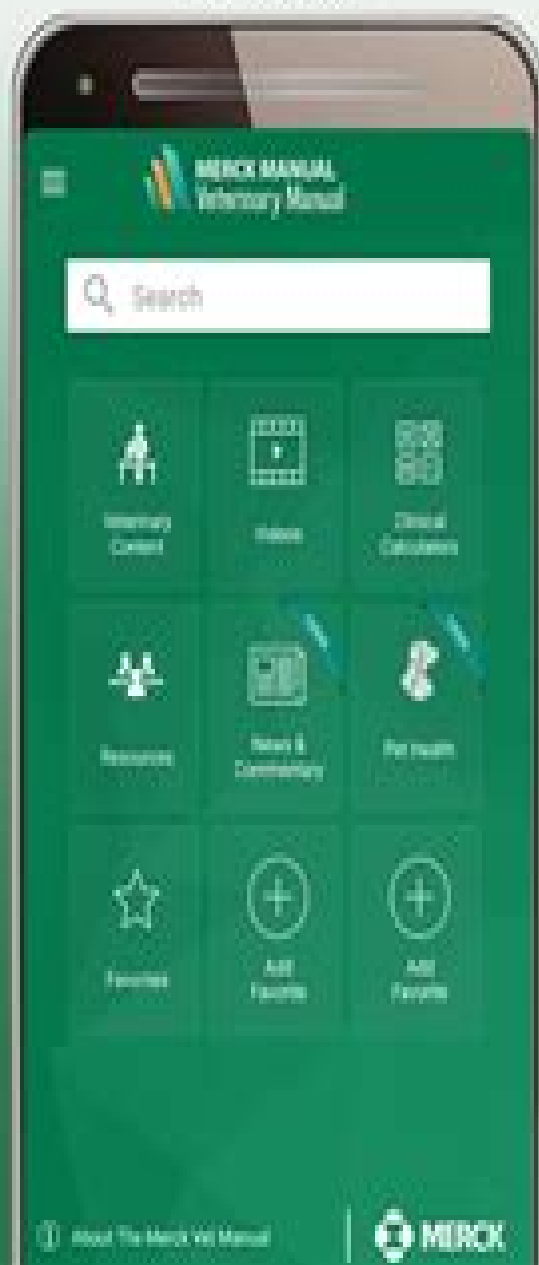 MERCK MANUAL
Veterinary Manual
Search
Veterinary
Content
Videos
Clinical
Calculators
Resources
News &
Commentary
Pet Health
Favorites
Add
Favorite
Add
Favorite
About The Merck Vet Manual
MERCK